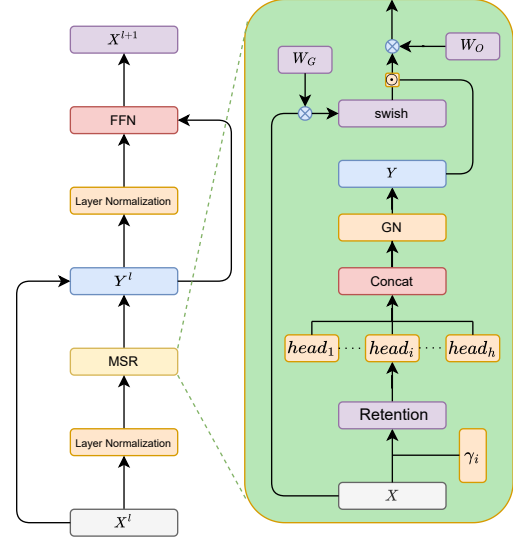 X^{l+1}
FFN
Layer Normalization
Y^l
MSR
Layer Normalization
X^l
W_G
W_O
swish
Y
GN
Concat
head_1 ····· head_i ····· head_h
Retention
γ_i
X